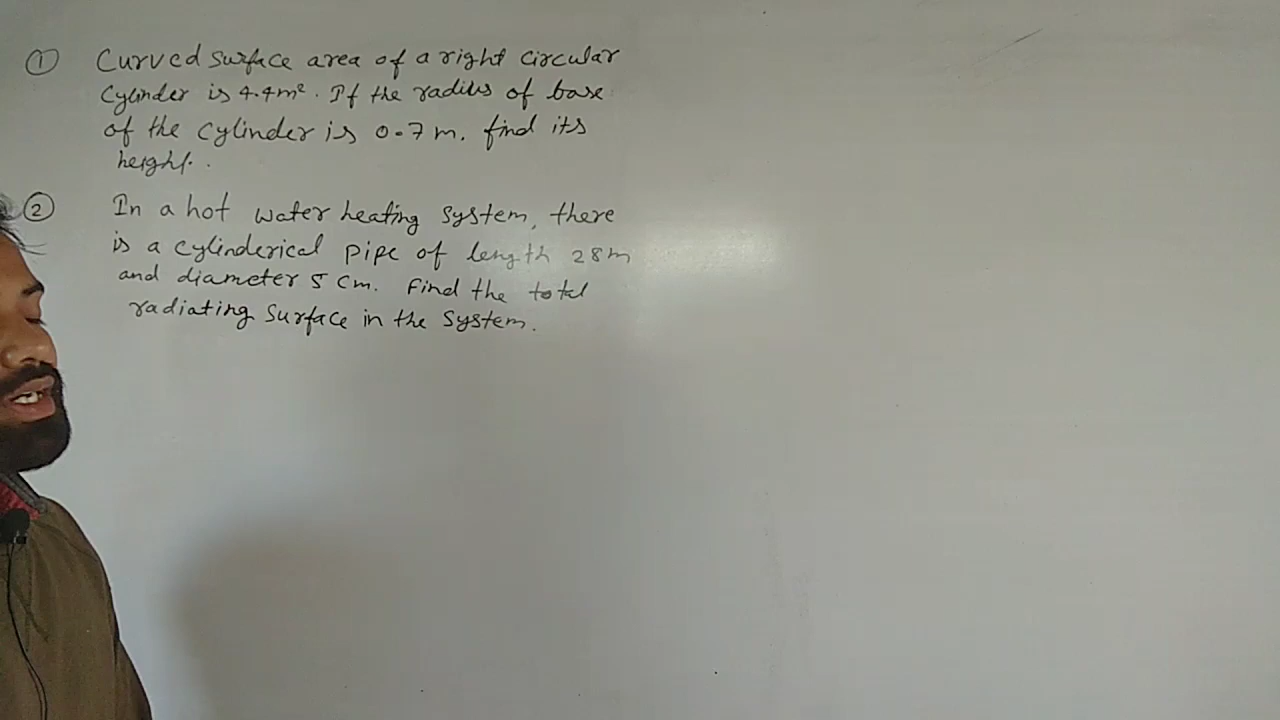 ① Curved surface area of a right circular
cylinder is 4.4m². If the radius of base
of the cylinder is 0.7 m. find its
height.
② In a hot water heating system, there
is a cylinderical pipe of length 28m
and diameter 5 cm. Find the total
radiating surface in the system.